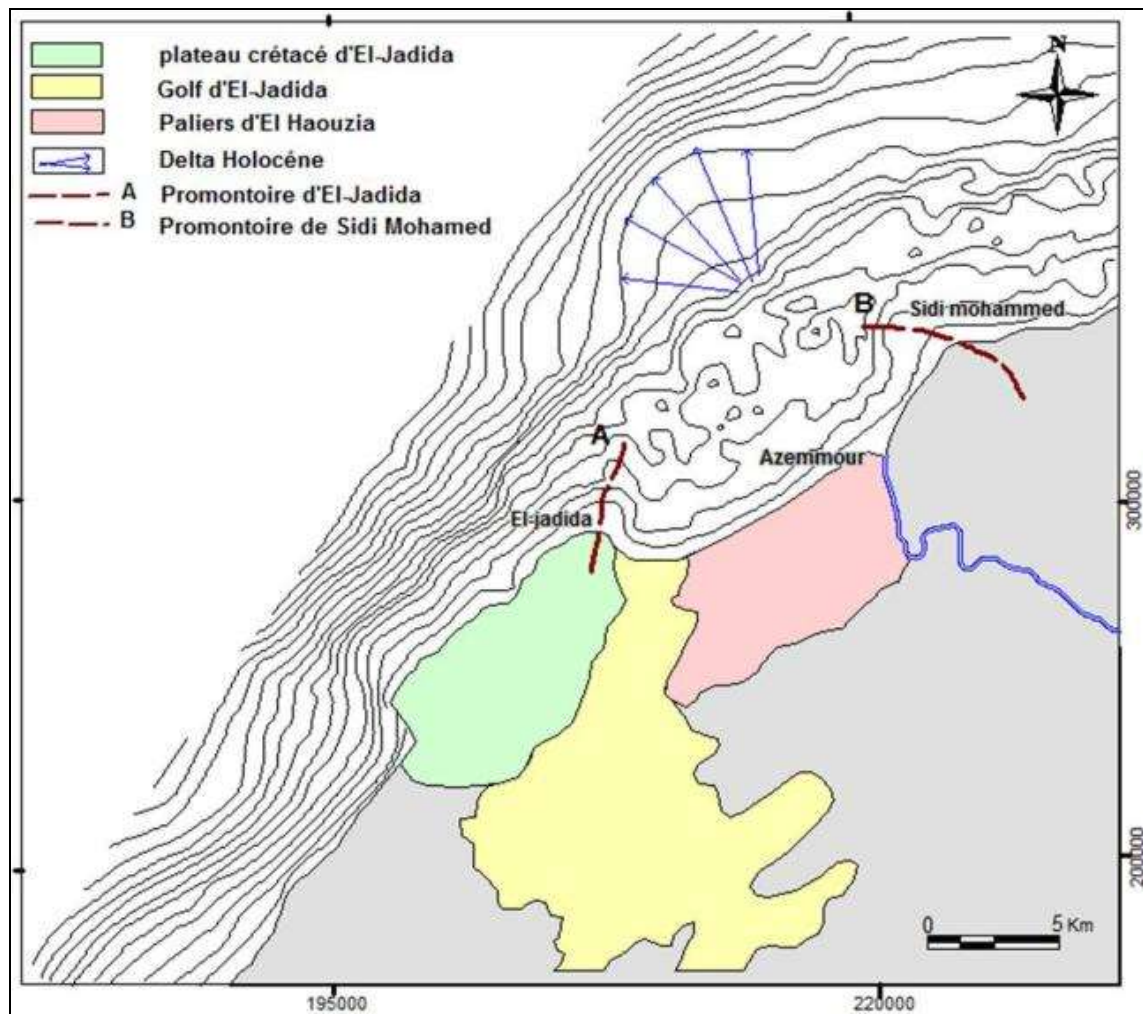 plateau crétacé d'El-Jadida
Golf d'El-Jadida
Paliers d'El Haouzia
Delta Holocéne
A Promontoire d'El-Jadida
B Promontoire de Sidi Mohamed
N
B
Sidi mohammed
A
Azemmour
El-jadida
300000
200000
0 5 Km
195000 220000